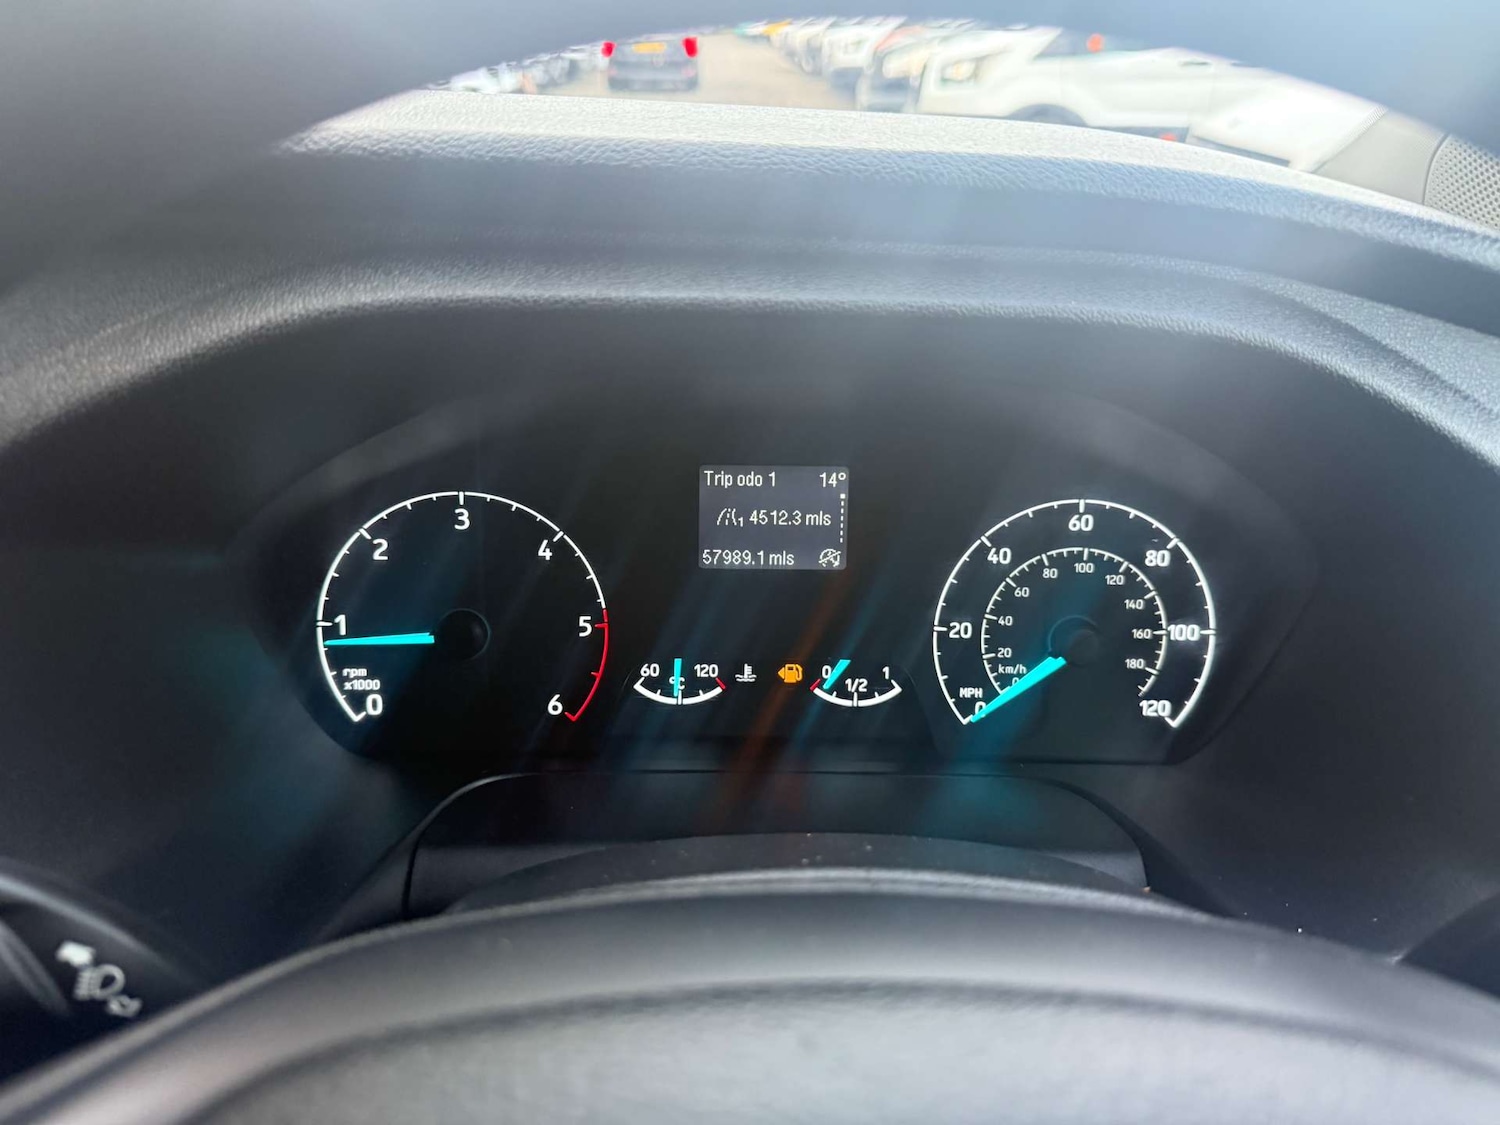 Trip odo 1 14°
1 4512.3 mls
57989.1 mls
0 1 2 3 4 5 6
rpm
x1000
60 120
°C
0 1/2 1
0 20 40 60 80 100 120
MPH
0 20 40 60 80 100 120 140 160 180
km/h